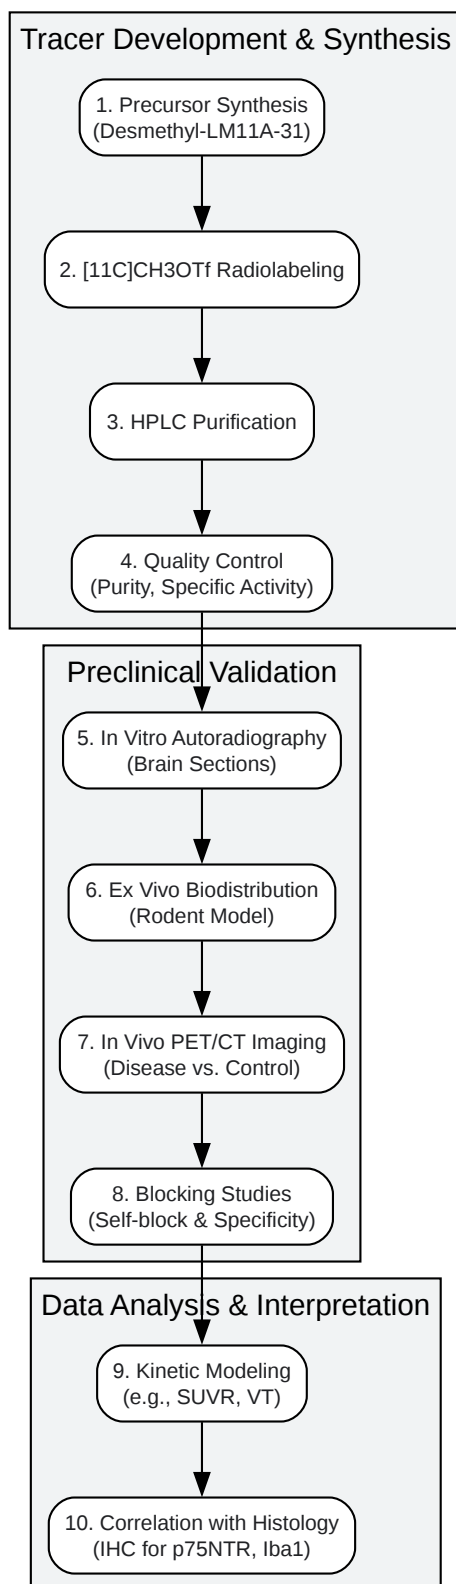 Tracer Development & Synthesis
1. Precursor Synthesis
(Desmethyl-LM11A-31)
2. [11C]CH3OTf Radiolabeling
3. HPLC Purification
4. Quality Control
(Purity, Specific Activity)
Preclinical Validation
5. In Vitro Autoradiography
(Brain Sections)
6. Ex Vivo Biodistribution
(Rodent Model)
7. In Vivo PET/CT Imaging
(Disease vs. Control)
8. Blocking Studies
(Self-block & Specificity)
Data Analysis & Interpretation
9. Kinetic Modeling
(e.g., SUVR, VT)
10. Correlation with Histology
(IHC for p75NTR, Iba1)